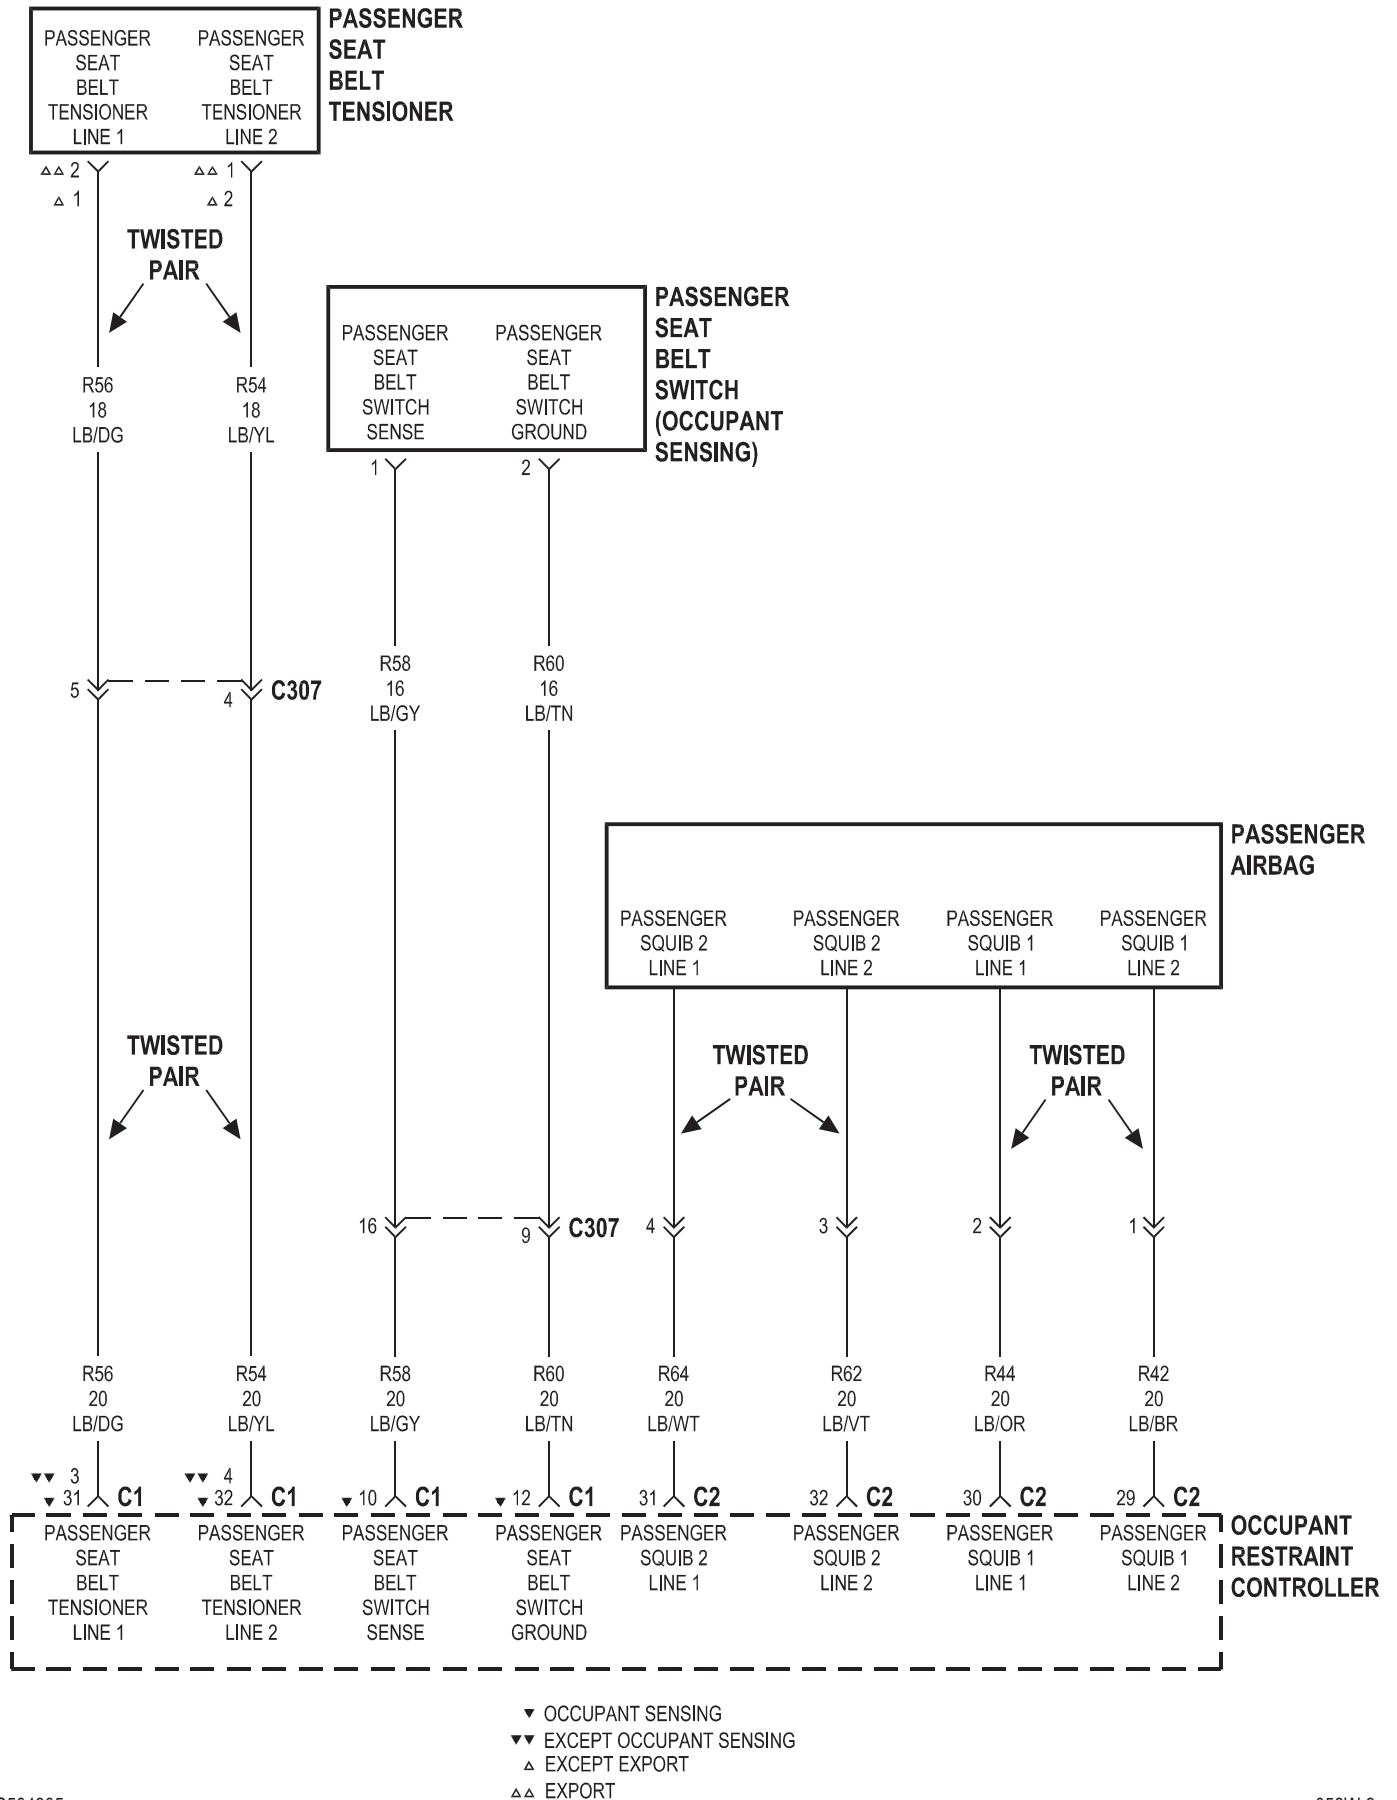 PASSENGER
SEAT
BELT
TENSIONER
LINE 1
PASSENGER
SEAT
BELT
TENSIONER
LINE 2
PASSENGER
SEAT
BELT
TENSIONER
△△ 2
△ 1
△△ 1
△ 2
TWISTED
PAIR
R56
18
LB/DG
R54
18
LB/YL
PASSENGER
SEAT
BELT
SWITCH
SENSE
PASSENGER
SEAT
BELT
SWITCH
GROUND
PASSENGER
SEAT
BELT
SWITCH
(OCCUPANT
SENSING)
1
2
R58
16
LB/GY
R60
16
LB/TN
5
4
C307
PASSENGER
AIRBAG
PASSENGER
SQUIB 2
LINE 1
PASSENGER
SQUIB 2
LINE 2
PASSENGER
SQUIB 1
LINE 1
PASSENGER
SQUIB 1
LINE 2
TWISTED
PAIR
TWISTED
PAIR
TWISTED
PAIR
16
9
C307
4
3
2
1
R56
20
LB/DG
R54
20
LB/YL
R58
20
LB/GY
R60
20
LB/TN
R64
20
LB/WT
R62
20
LB/VT
R44
20
LB/OR
R42
20
LB/BR
▼▼ 3
▼ 31 C1
▼▼ 4
▼ 32 C1
▼ 10 C1
▼ 12 C1
31 C2
32 C2
30 C2
29 C2
PASSENGER
SEAT
BELT
TENSIONER
LINE 1
PASSENGER
SEAT
BELT
TENSIONER
LINE 2
PASSENGER
SEAT
BELT
SWITCH
SENSE
PASSENGER
SEAT
BELT
SWITCH
GROUND
PASSENGER
SQUIB 2
LINE 1
PASSENGER
SQUIB 2
LINE 2
PASSENGER
SQUIB 1
LINE 1
PASSENGER
SQUIB 1
LINE 2
OCCUPANT
RESTRAINT
CONTROLLER
▼ OCCUPANT SENSING
▼▼ EXCEPT OCCUPANT SENSING
△ EXCEPT EXPORT
△△ EXPORT